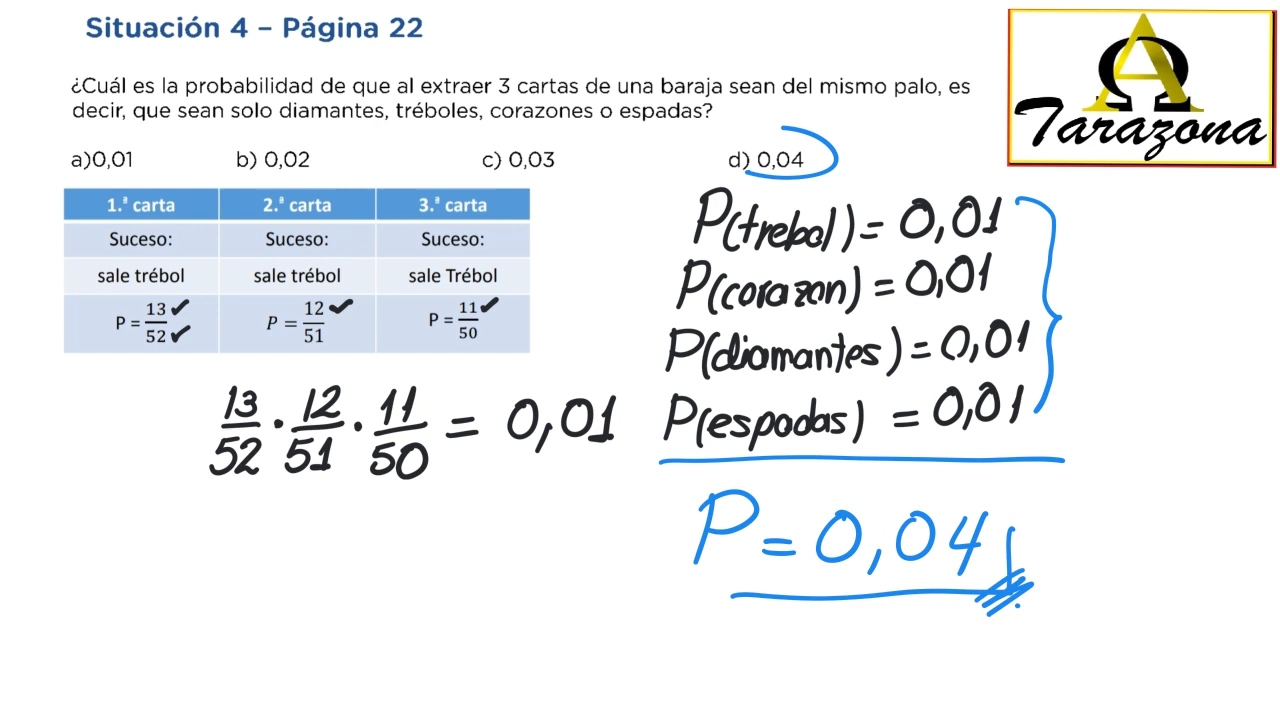 Situación 4 – Página 22
¿Cuál es la probabilidad de que al extraer 3 cartas de una baraja sean del mismo palo, es
decir, que sean solo diamantes, tréboles, corazones o espadas?
a)0,01 b) 0,02 c) 0,03 d) 0,04
1.ª carta 2.ª carta 3.ª carta
Suceso: Suceso: Suceso:
sale trébol sale trébol sale Trébol
P = 13/52 P = 12/51 P = 11/50
13/52 · 12/51 · 11/50 = 0,01
P(trebol) = 0,01
P(corazon) = 0,01
P(diamantes) = 0,01
P(espadas) = 0,01
P = 0,04
AΩ
Tarazona